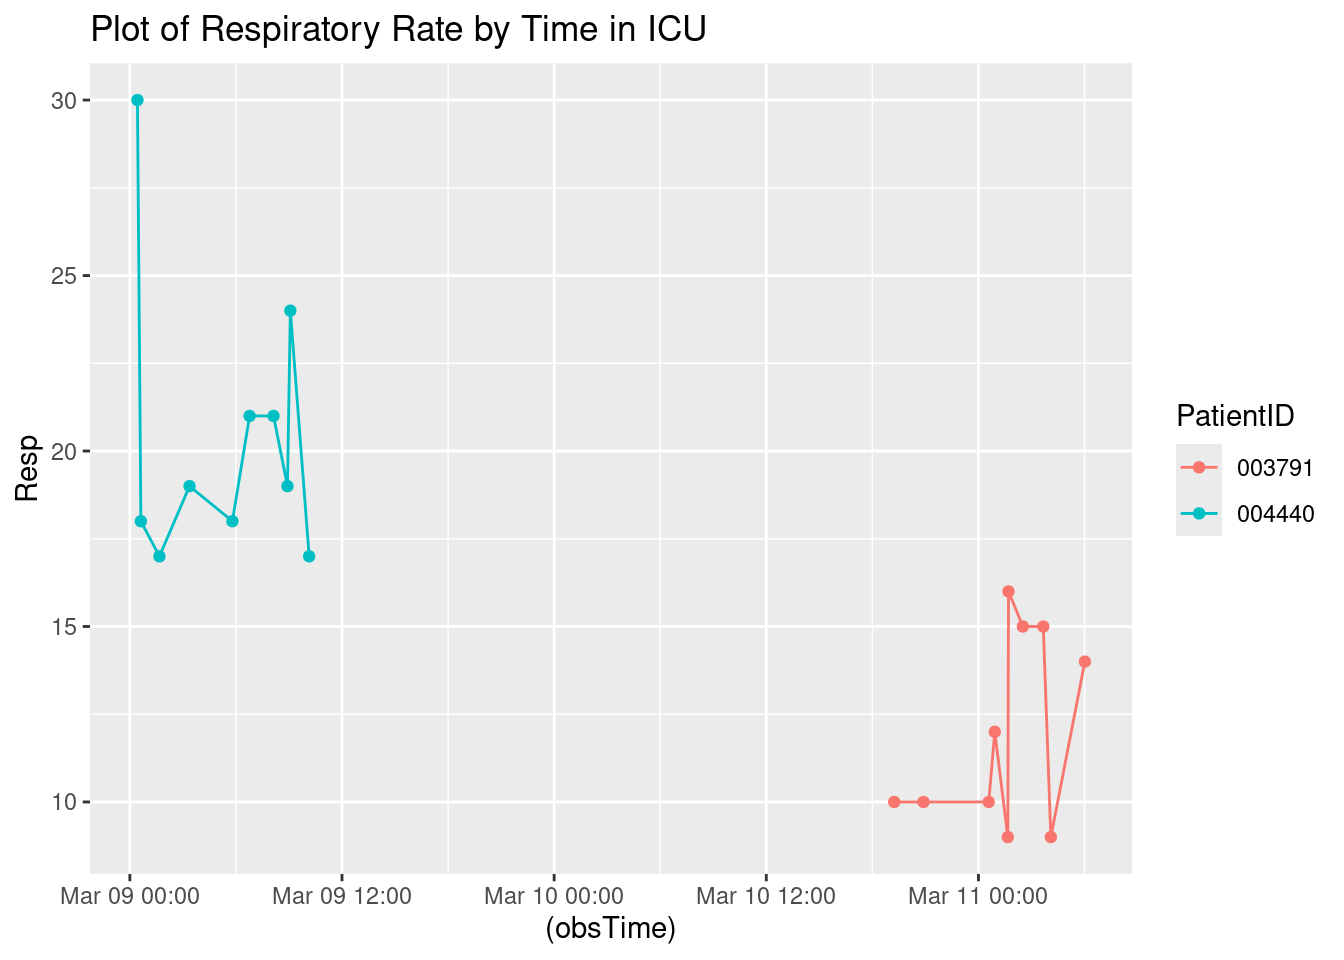 Plot of Respiratory Rate by Time in ICU
30
25
20
15
10
Resp
Mar 09 00:00 Mar 09 12:00 Mar 10 00:00 Mar 10 12:00 Mar 11 00:00
(obsTime)
PatientID
003791
004440